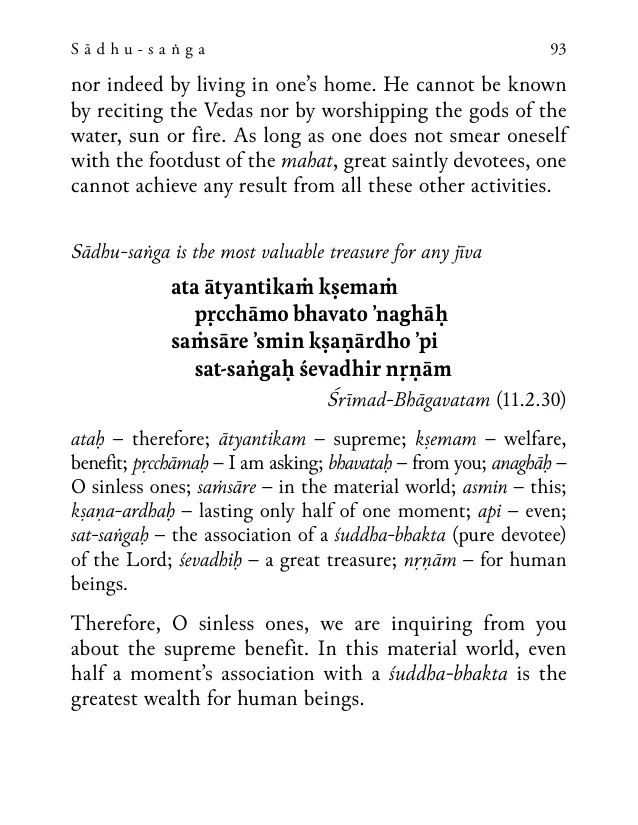 Sādhu-saṅga 93
nor indeed by living in one’s home. He cannot be known
by reciting the Vedas nor by worshipping the gods of the
water, sun or fire. As long as one does not smear oneself
with the footdust of the mahat, great saintly devotees, one
cannot achieve any result from all these other activities.
Sādhu-saṅga is the most valuable treasure for any jīva
ata ātyantikaṁ kṣemaṁ
pṛcchāmo bhavato ’naghāḥ
saṁsāre ’smin kṣaṇārdho ’pi
sat-saṅgaḥ śevadhir nṛṇām
Śrīmad-Bhāgavatam (11.2.30)
ataḥ – therefore; ātyantikam – supreme; kṣemam – welfare,
benefit; pṛcchāmaḥ – I am asking; bhavataḥ – from you; anaghāḥ –
O sinless ones; saṁsāre – in the material world; asmin – this;
kṣaṇa-ardhaḥ – lasting only half of one moment; api – even;
sat-saṅgaḥ – the association of a śuddha-bhakta (pure devotee)
of the Lord; śevadhiḥ – a great treasure; nṛṇām – for human
beings.
Therefore, O sinless ones, we are inquiring from you
about the supreme benefit. In this material world, even
half a moment’s association with a śuddha-bhakta is the
greatest wealth for human beings.